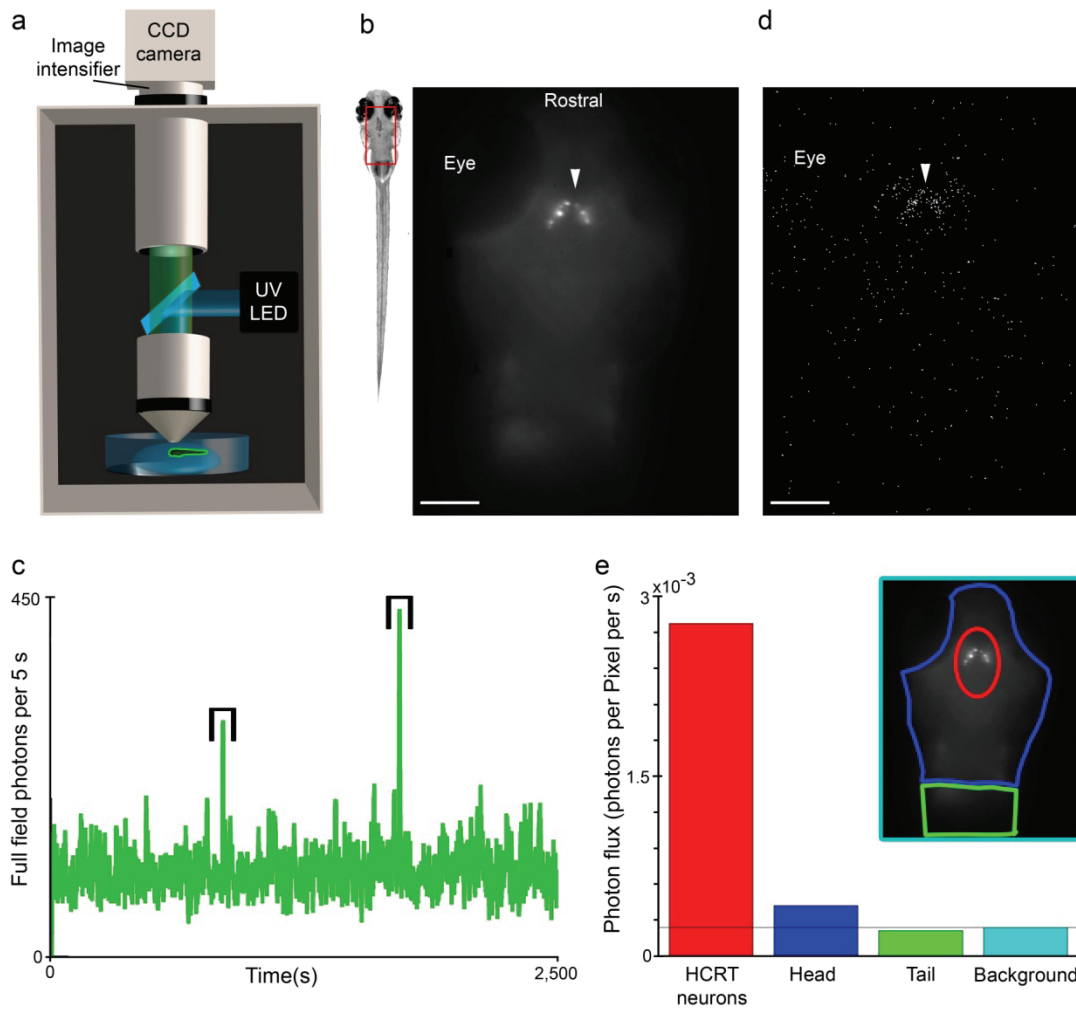 a
CCD
camera
Image
intensifier
UV
LED
b
Rostral
Eye
d
Eye
c
450
Full field photons per 5 s
0
0
Time(s)
2,500
e
x10-3
3
Photon flux (photons per Pixel per s)
1.5
0
HCRT
neurons
Head
Tail
Background